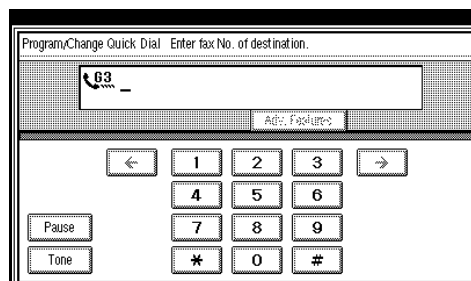 Program/Change Quick Dial Enter fax No. of destination.
G3 _
Adv. Features
← 1 2 3 →
4 5 6
Pause 7 8 9
Tone * 0 #